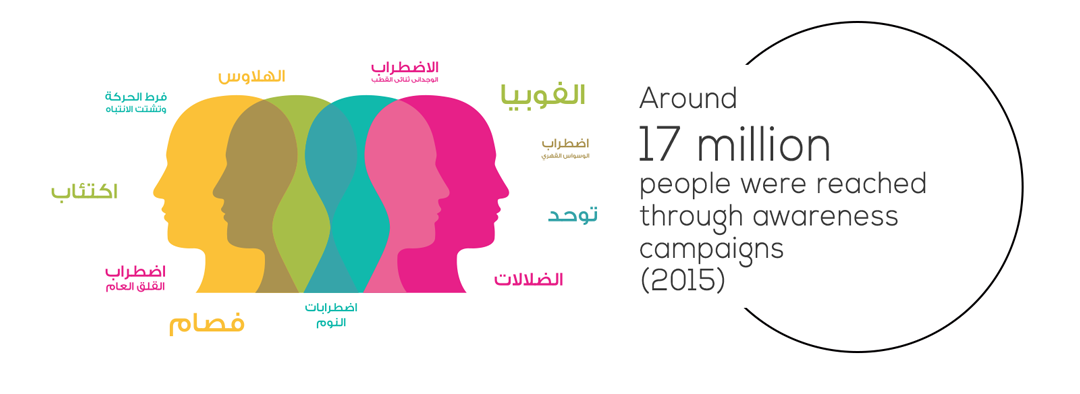 الهلاوس
الاضطراب
الوجداني ثنائي القطب
الفوبيا
فرط الحركة
وتشتت الانتباه
اضطراب
الوسواس القهري
اكتئاب
توحد
اضطراب
القلق العام
الضلالات
فصام
اضطرابات
النوم
Around
17 million
people were reached
through awareness
campaigns
(2015)